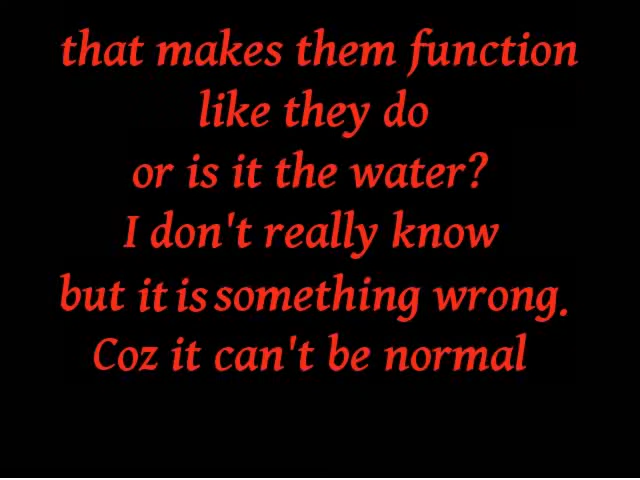 that makes them function
like they do
or is it the water?
I don't really know
but it is something wrong.
Coz it can't be normal